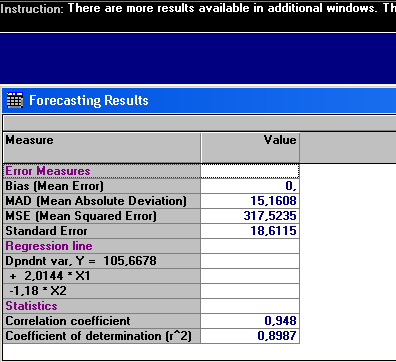 Instruction: There are more results available in additional windows. Th
Forecasting Results
Measure Value
Error Measures
Bias (Mean Error) 0,
MAD (Mean Absolute Deviation) 15,1608
MSE (Mean Squared Error) 317,5235
Standard Error 18,6115
Regression line
Dpndnt var, Y = 105,6678
+ 2,0144 * X1
-1,18 * X2
Statistics
Correlation coefficient 0,948
Coefficient of determination (r^2) 0,8987